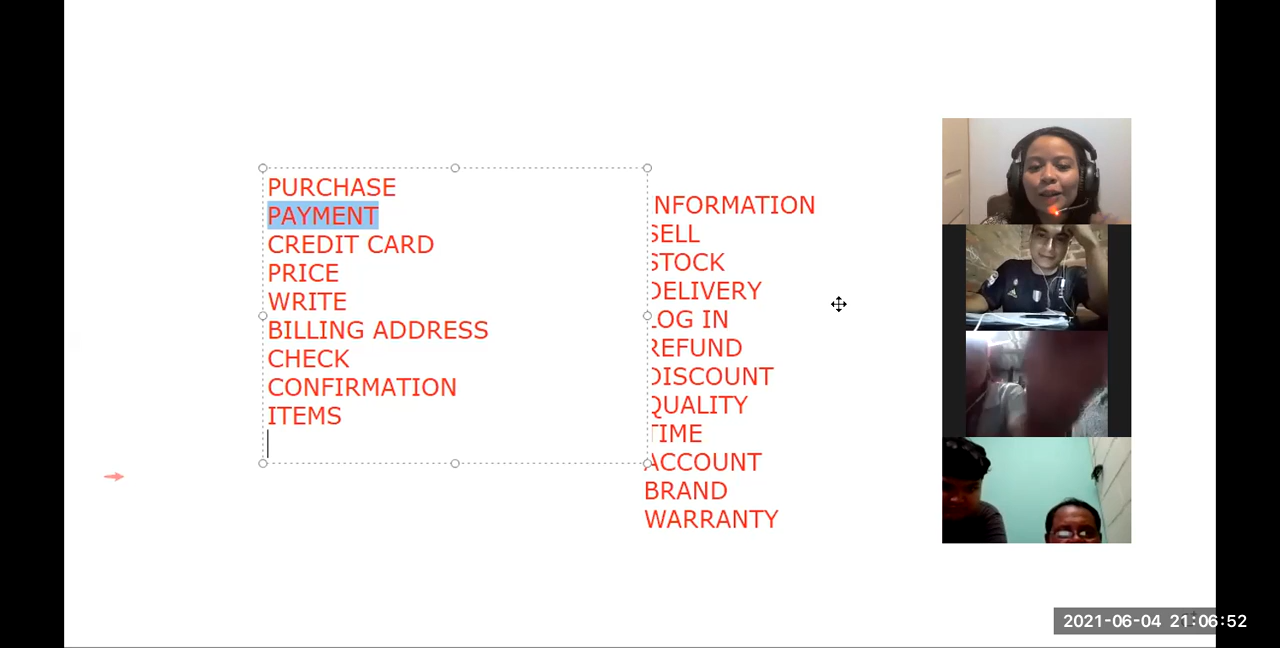 PURCHASE
PAYMENT
CREDIT CARD
PRICE
WRITE
BILLING ADDRESS
CHECK
CONFIRMATION
ITEMS
INFORMATION
SELL
STOCK
DELIVERY
LOG IN
REFUND
DISCOUNT
QUALITY
TIME
ACCOUNT
BRAND
WARRANTY
2021-06-04 21:06:52